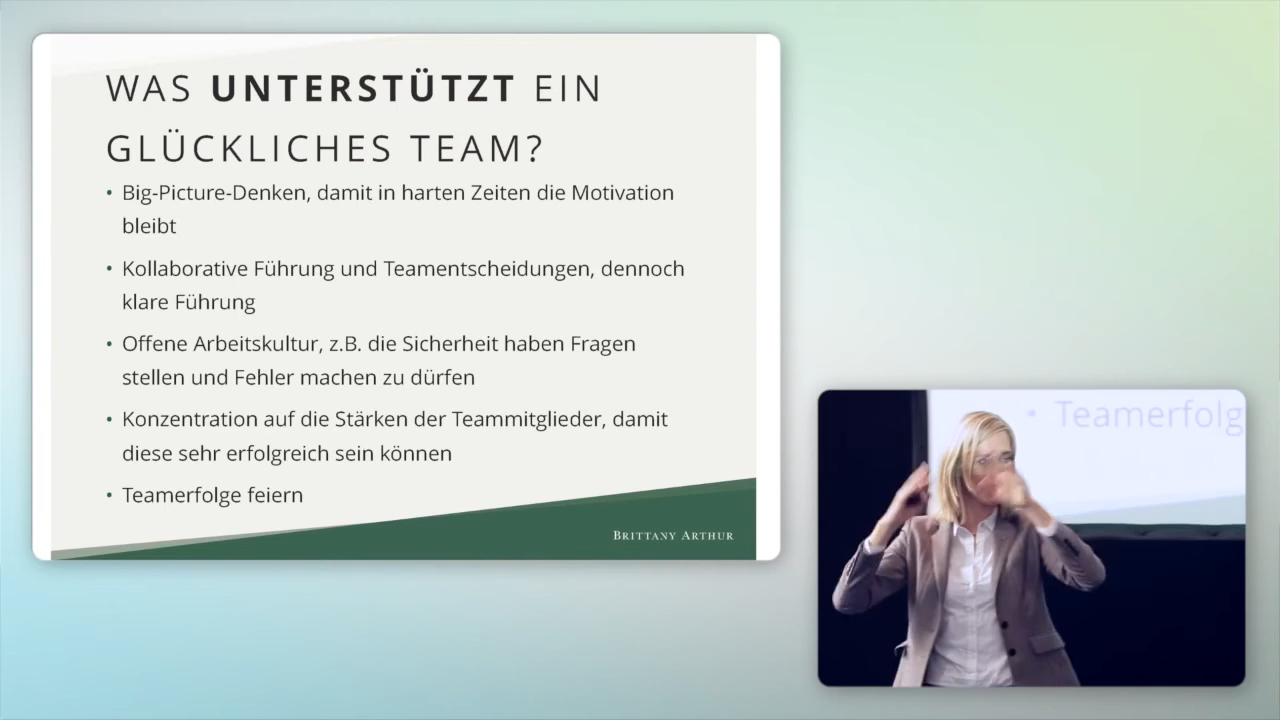 WAS UNTERSTÜTZT EIN
GLÜCKLICHES TEAM?
• Big-Picture-Denken, damit in harten Zeiten die Motivation
bleibt
• Kollaborative Führung und Teamentscheidungen, dennoch
klare Führung
• Offene Arbeitskultur, z.B. die Sicherheit haben Fragen
stellen und Fehler machen zu dürfen
• Konzentration auf die Stärken der Teammitglieder, damit
diese sehr erfolgreich sein können
• Teamerfolge feiern
BRITTANY ARTHUR
• Teamerfolg